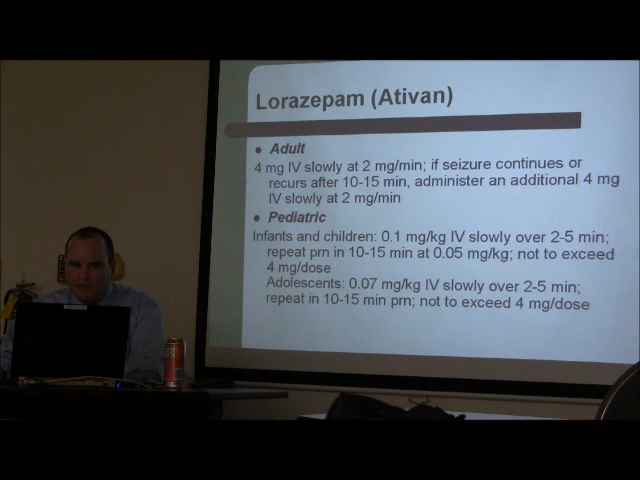 Lorazepam (Ativan)
● Adult
4 mg IV slowly at 2 mg/min; if seizure continues or
recurs after 10-15 min, administer an additional 4 mg
IV slowly at 2 mg/min
● Pediatric
Infants and children: 0.1 mg/kg IV slowly over 2-5 min;
repeat prn in 10-15 min at 0.05 mg/kg; not to exceed
4 mg/dose
Adolescents: 0.07 mg/kg IV slowly over 2-5 min;
repeat in 10-15 min prn; not to exceed 4 mg/dose